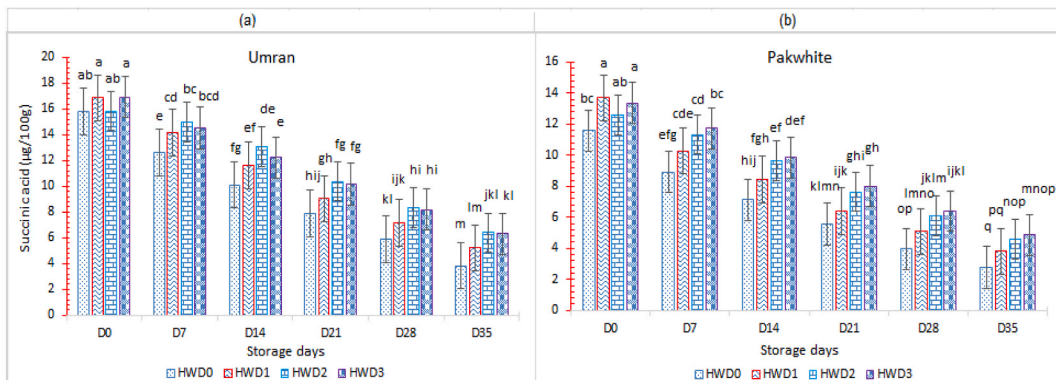 (a) (b)
Umran
Succinic acid (µg/100g)
20
18
16
14
12
10
8
6
4
2
0
ab a ab a
e cd bc bcd
fg ef de e
hij gh fg fg
kl ijk hi hi
m lm jkl kl
D0 D7 D14 D21 D28 D35
Storage days
HWD0 HWD1 HWD2 HWD3
Pakwhite
16
14
12
10
8
6
4
2
0
bc a ab a
efg cde cd bc
hij fgh ef def
klmn ijk ghi gh
op lmno jklm ijkl
q pq nop mnop
D0 D7 D14 D21 D28 D35
Storage days
HWD0 HWD1 HWD2 HWD3